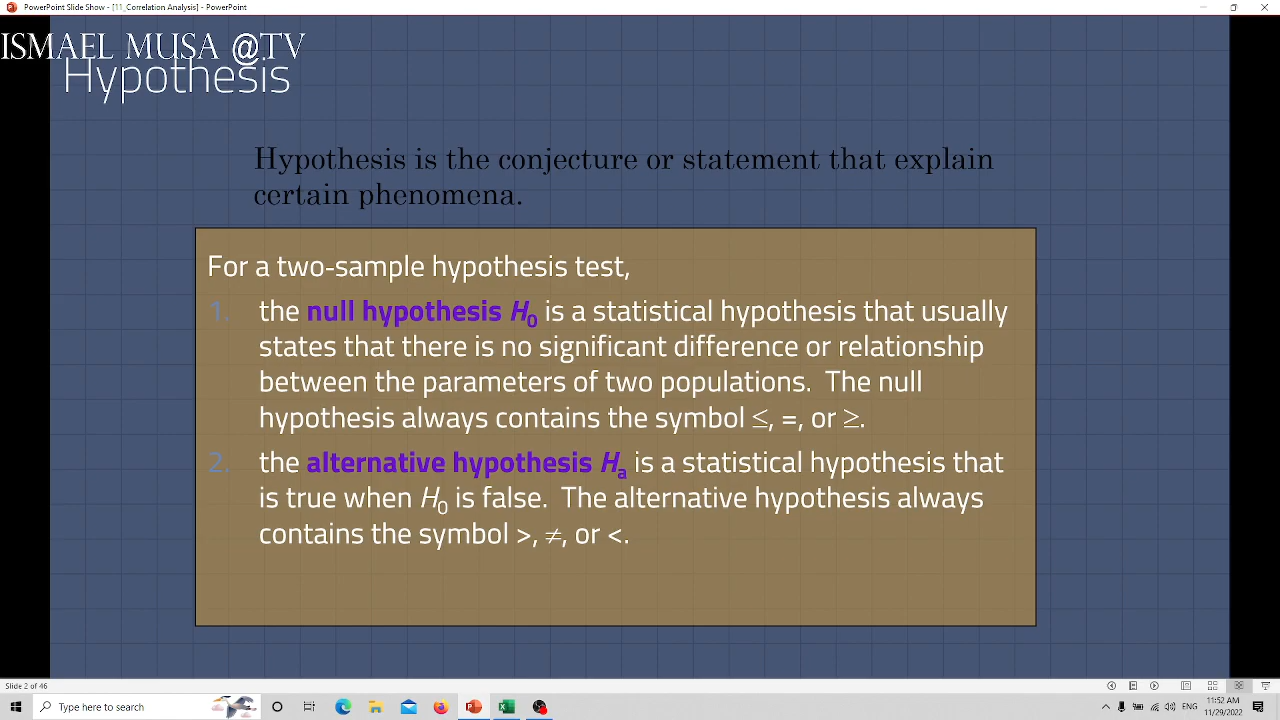 PowerPoint Slide Show - [11_Correlation Analysis] - PowerPoint
ISMAEL MUSA @TV
Hypothesis
Hypothesis is the conjecture or statement that explain
certain phenomena.
For a two-sample hypothesis test,
1. the null hypothesis H0 is a statistical hypothesis that usually
states that there is no significant difference or relationship
between the parameters of two populations. The null
hypothesis always contains the symbol ≤, =, or ≥.
2. the alternative hypothesis Ha is a statistical hypothesis that
is true when H0 is false. The alternative hypothesis always
contains the symbol >, ≠, or <.
Slide 2 of 46
Type here to search
11:52 AM
11/29/2022